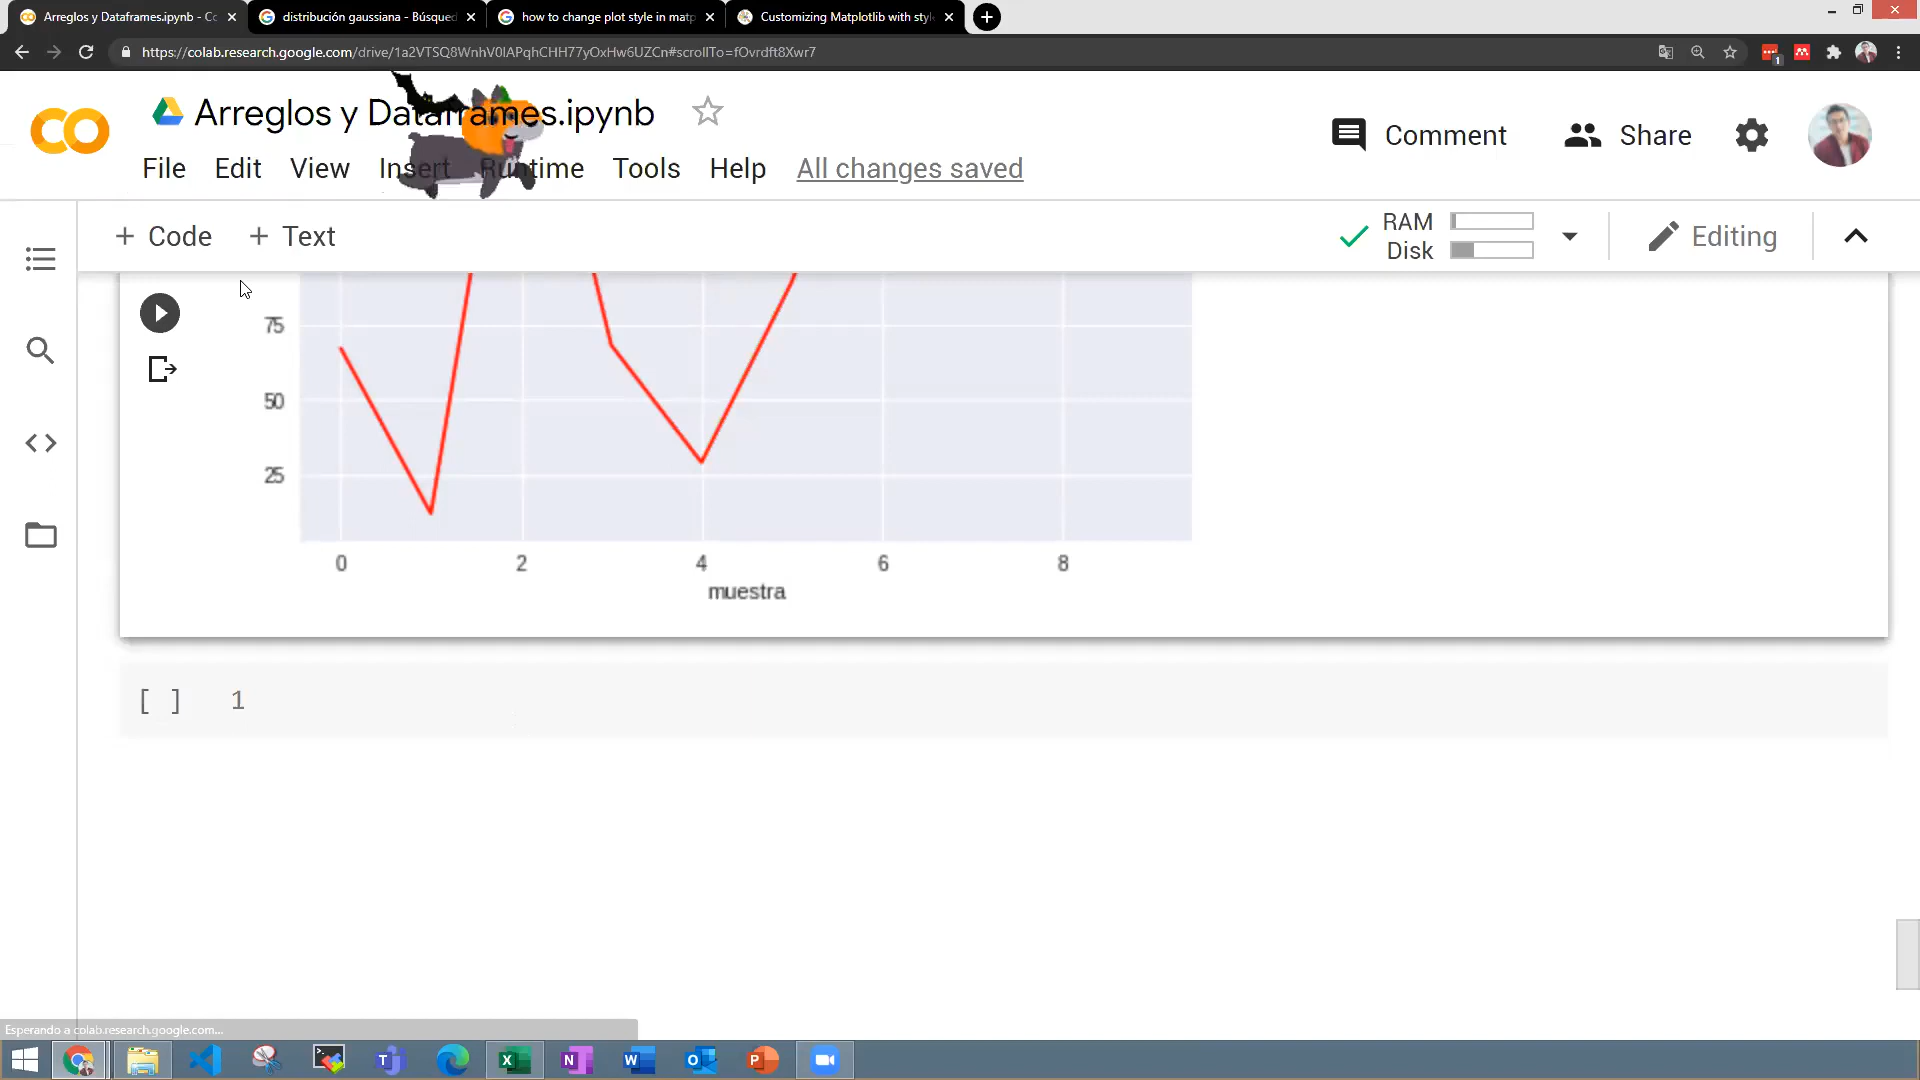 Arreglos y Dataframes.ipynb - Cc
distribución gaussiana - Búsqued
how to change plot style in matp
Customizing Matplotlib with style
https://colab.research.google.com/drive/1a2VTSQ8WnhV0lAPqhCHH77yOxHw6UZCn#scrollTo=fOvrdft8Xwr7
1
CO
Arreglos y Dataframes.ipynb
Comment
Share
File Edit View Insert Runtime Tools Help All changes saved
+ Code + Text
RAM
Disk
Editing
75
50
25
0 2 4 6 8
muestra
[ ] 1
Esperando a colab.research.google.com...